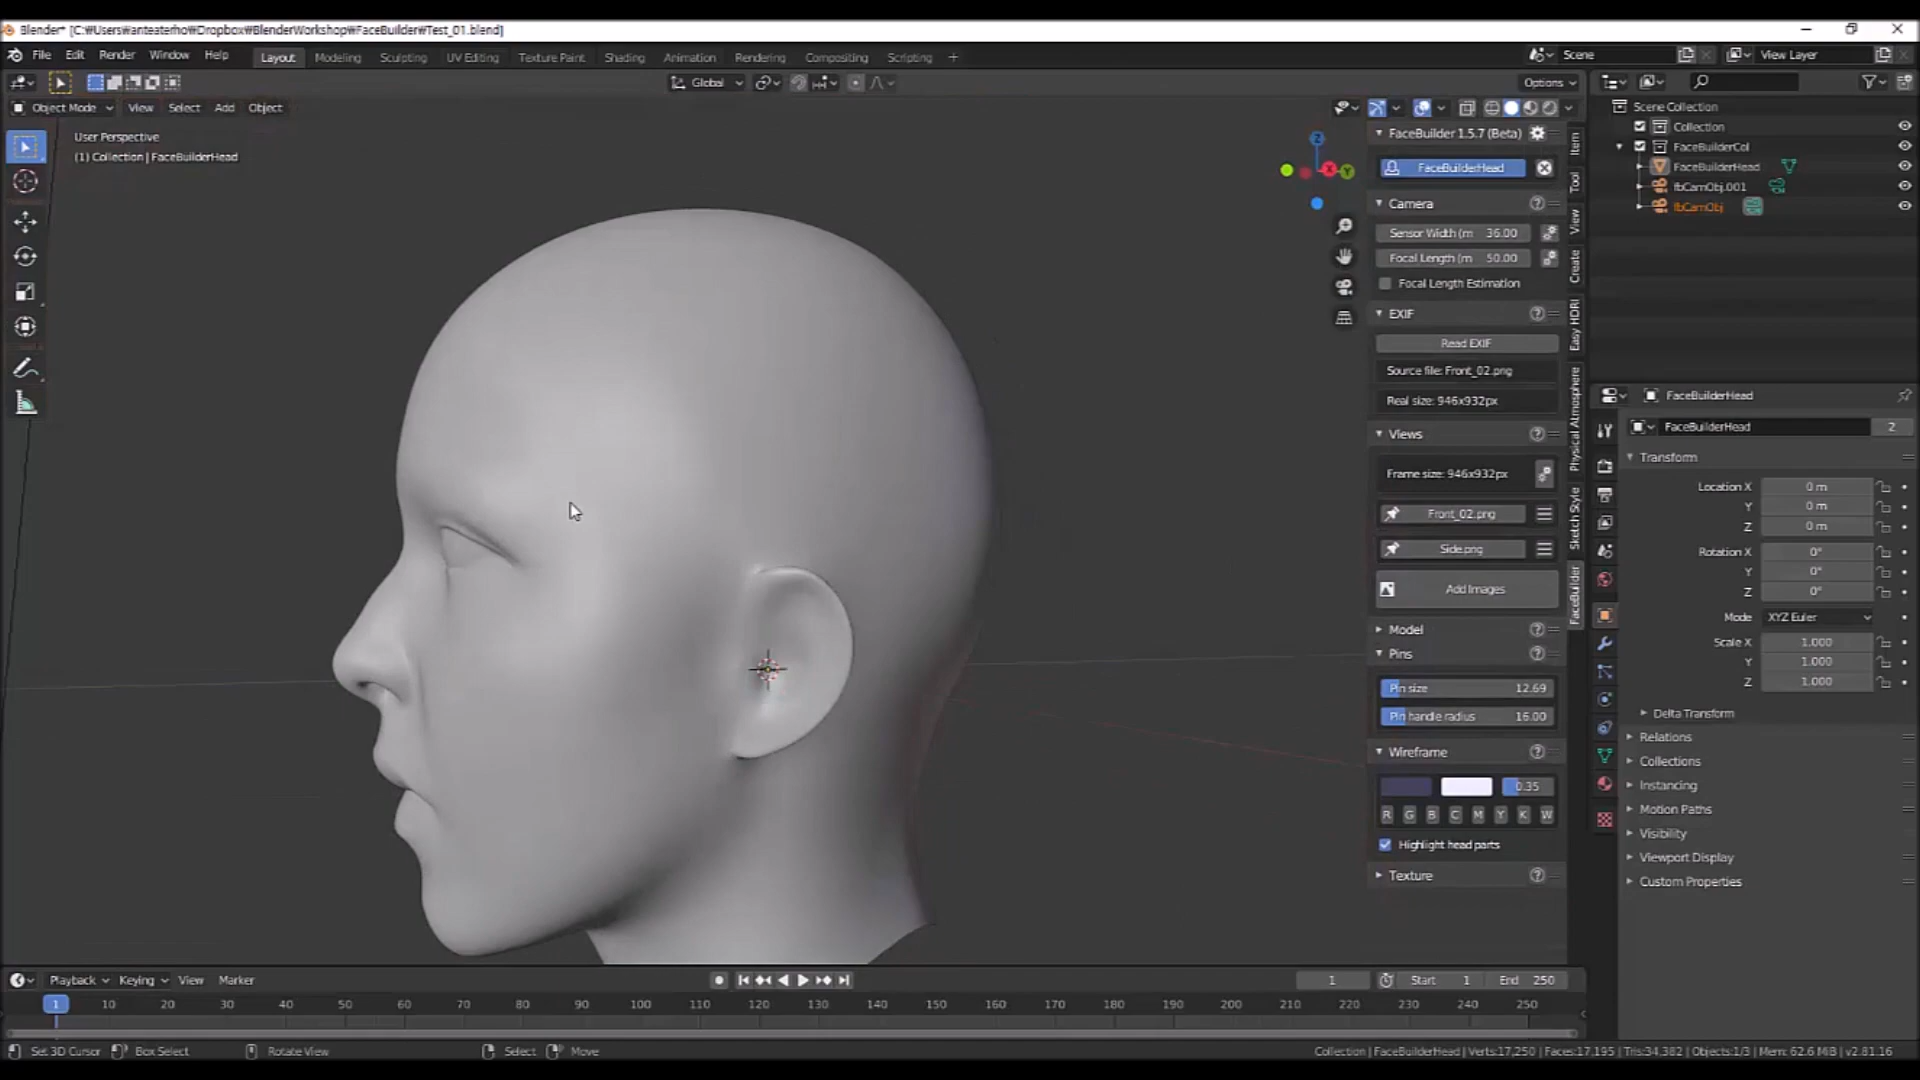 Blender* [C:￦Users￦anteaterho￦Dropbox￦BlenderWorkshop￦FaceBuilder￦Test_01.blend]
File Edit Render Window Help Layout Modeling Sculpting UV Editing Texture Paint Shading Animation Rendering Compositing Scripting + Scene View Layer
Global Options
Object Mode View Select Add Object
User Perspective
(1) Collection | FaceBuilderHead
FaceBuilder 1.5.7 (Beta)
FaceBuilderHead
Camera
Sensor Width (m 36.00
Focal Length (m 50.00
Focal Length Estimation
EXIF
Read EXIF
Source file: Front_02.png
Real size: 946x932px
Views
Frame size: 946x932px
Front_02.png
Side.png
Add Images
Model
Pins
Pin size 12.69
Pin handle radius 16.00
Wireframe
0.35
R G B C M Y K W
Highlight head parts
Texture
Item
Tool
View
Create
Easy HDRI
Physical Atmosphere
Sketch Style
FaceBuilder
Z
X
Y
Scene Collection
Collection
FaceBuilderCol
FaceBuilderHead
fbCamObj.001
fbCamObj
FaceBuilderHead
FaceBuilderHead 2
Transform
Location X 0 m
Y 0 m
Z 0 m
Rotation X 0°
Y 0°
Z 0°
Mode XYZ Euler
Scale X 1.000
Y 1.000
Z 1.000
Delta Transform
Relations
Collections
Instancing
Motion Paths
Visibility
Viewport Display
Custom Properties
Playback Keying View Marker 1 Start 1 End 250
1 10 20 30 40 50 60 70 80 90 100 110 120 130 140 150 160 170 180 190 200 210 220 230 240 250
Set 3D Cursor Box Select Rotate View Select Move Collection | FaceBuilderHead | Verts:17,250 | Faces:17,195 | Tris:34,382 | Objects:1/3 | Mem: 62.6 MiB | v2.81.16